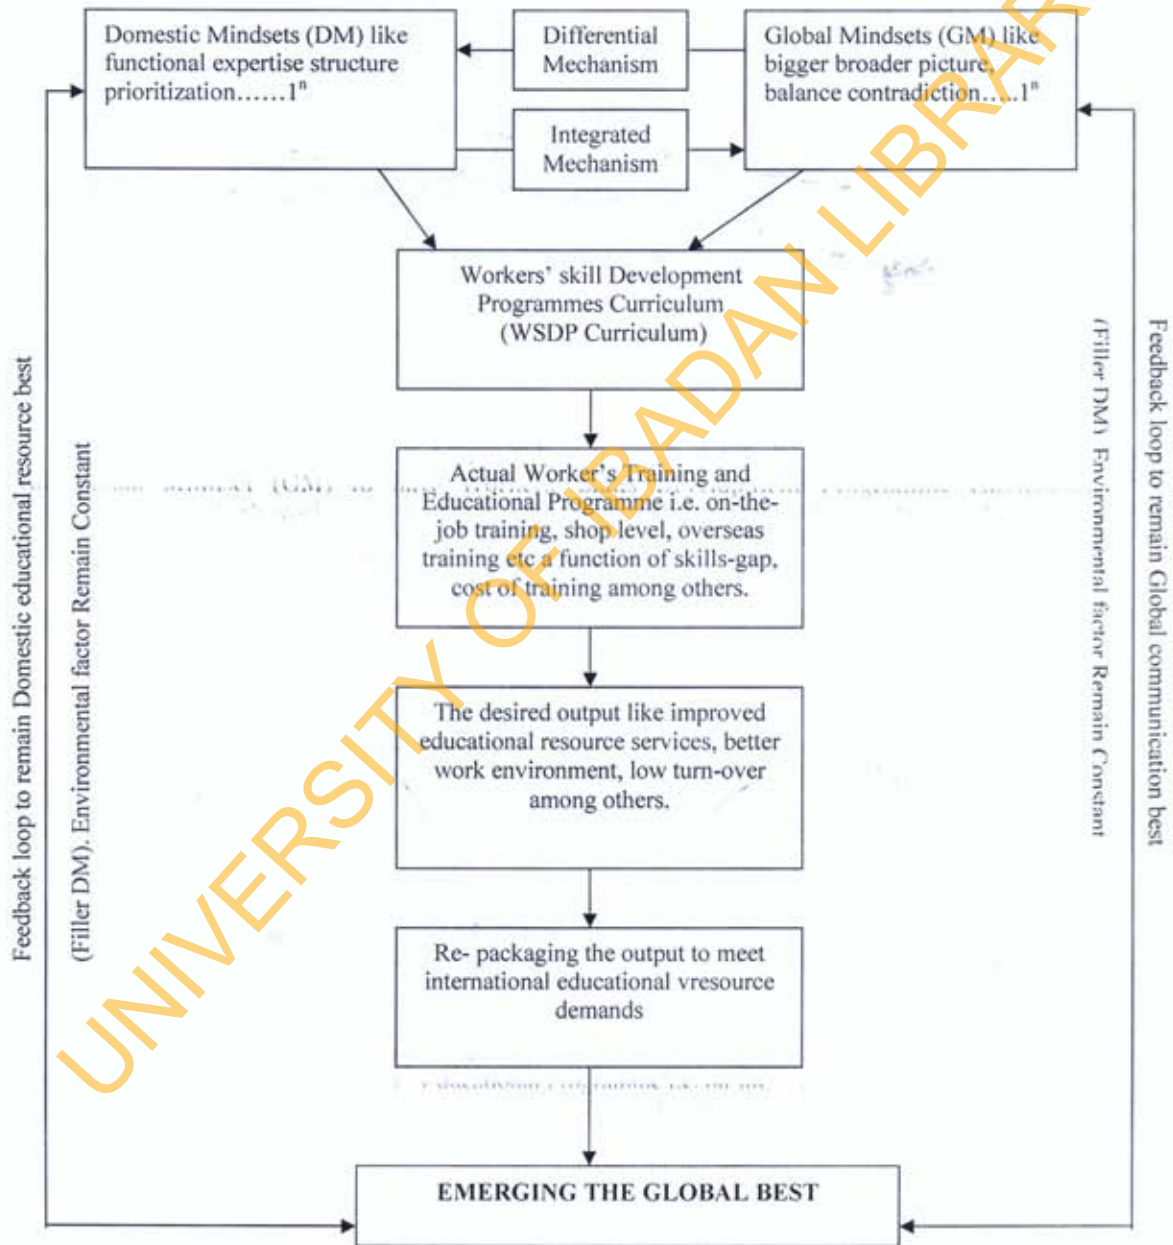 Domestic Mindsets (DM) like
functional expertise structure
prioritization……1ⁿ
Differential
Mechanism
Global Mindsets (GM) like
bigger broader picture,
balance contradiction…..1ⁿ
Integrated
Mechanism
Workers' skill Development
Programmes Curriculum
(WSDP Curriculum)
Actual Worker's Training and
Educational Programme i.e. on-the-
job training, shop level, overseas
training etc a function of skills-gap,
cost of training among others.
The desired output like improved
educational resource services, better
work environment, low turn-over
among others.
Re- packaging the output to meet
international educational vresource
demands
EMERGING THE GLOBAL BEST
Feedback loop to remain Domestic educational resource best
(Filler DM). Environmental factor Remain Constant
(Filler DM) Environmental factor Remain Constant
Feedback loop to remain Global communication best
UNIVERSITY OF IBADAN LIBRAR